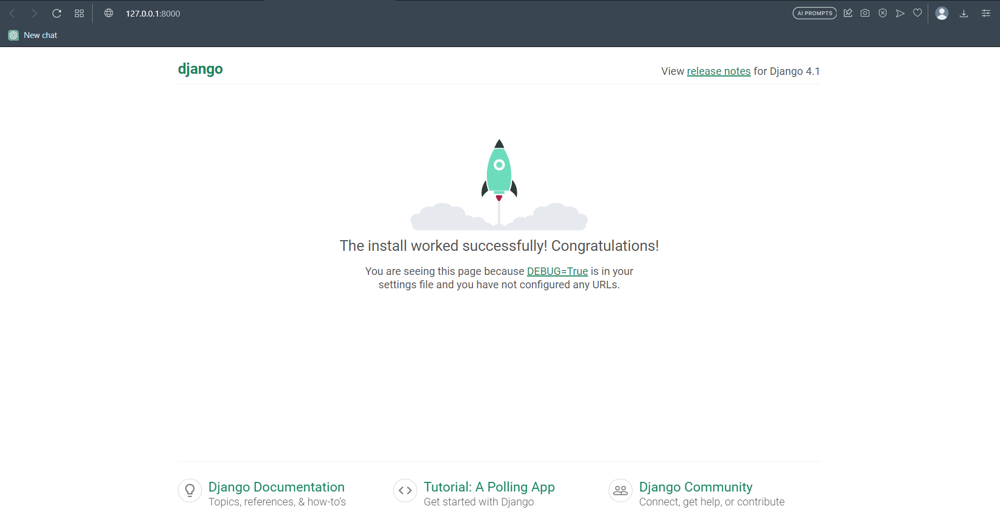 127.0.0.1:8000
AI PROMPTS
New chat
django
View release notes for Django 4.1
The install worked successfully! Congratulations!
You are seeing this page because DEBUG=True is in your
settings file and you have not configured any URLs.
Django Documentation
Topics, references, & how-to’s
Tutorial: A Polling App
Get started with Django
Django Community
Connect, get help, or contribute